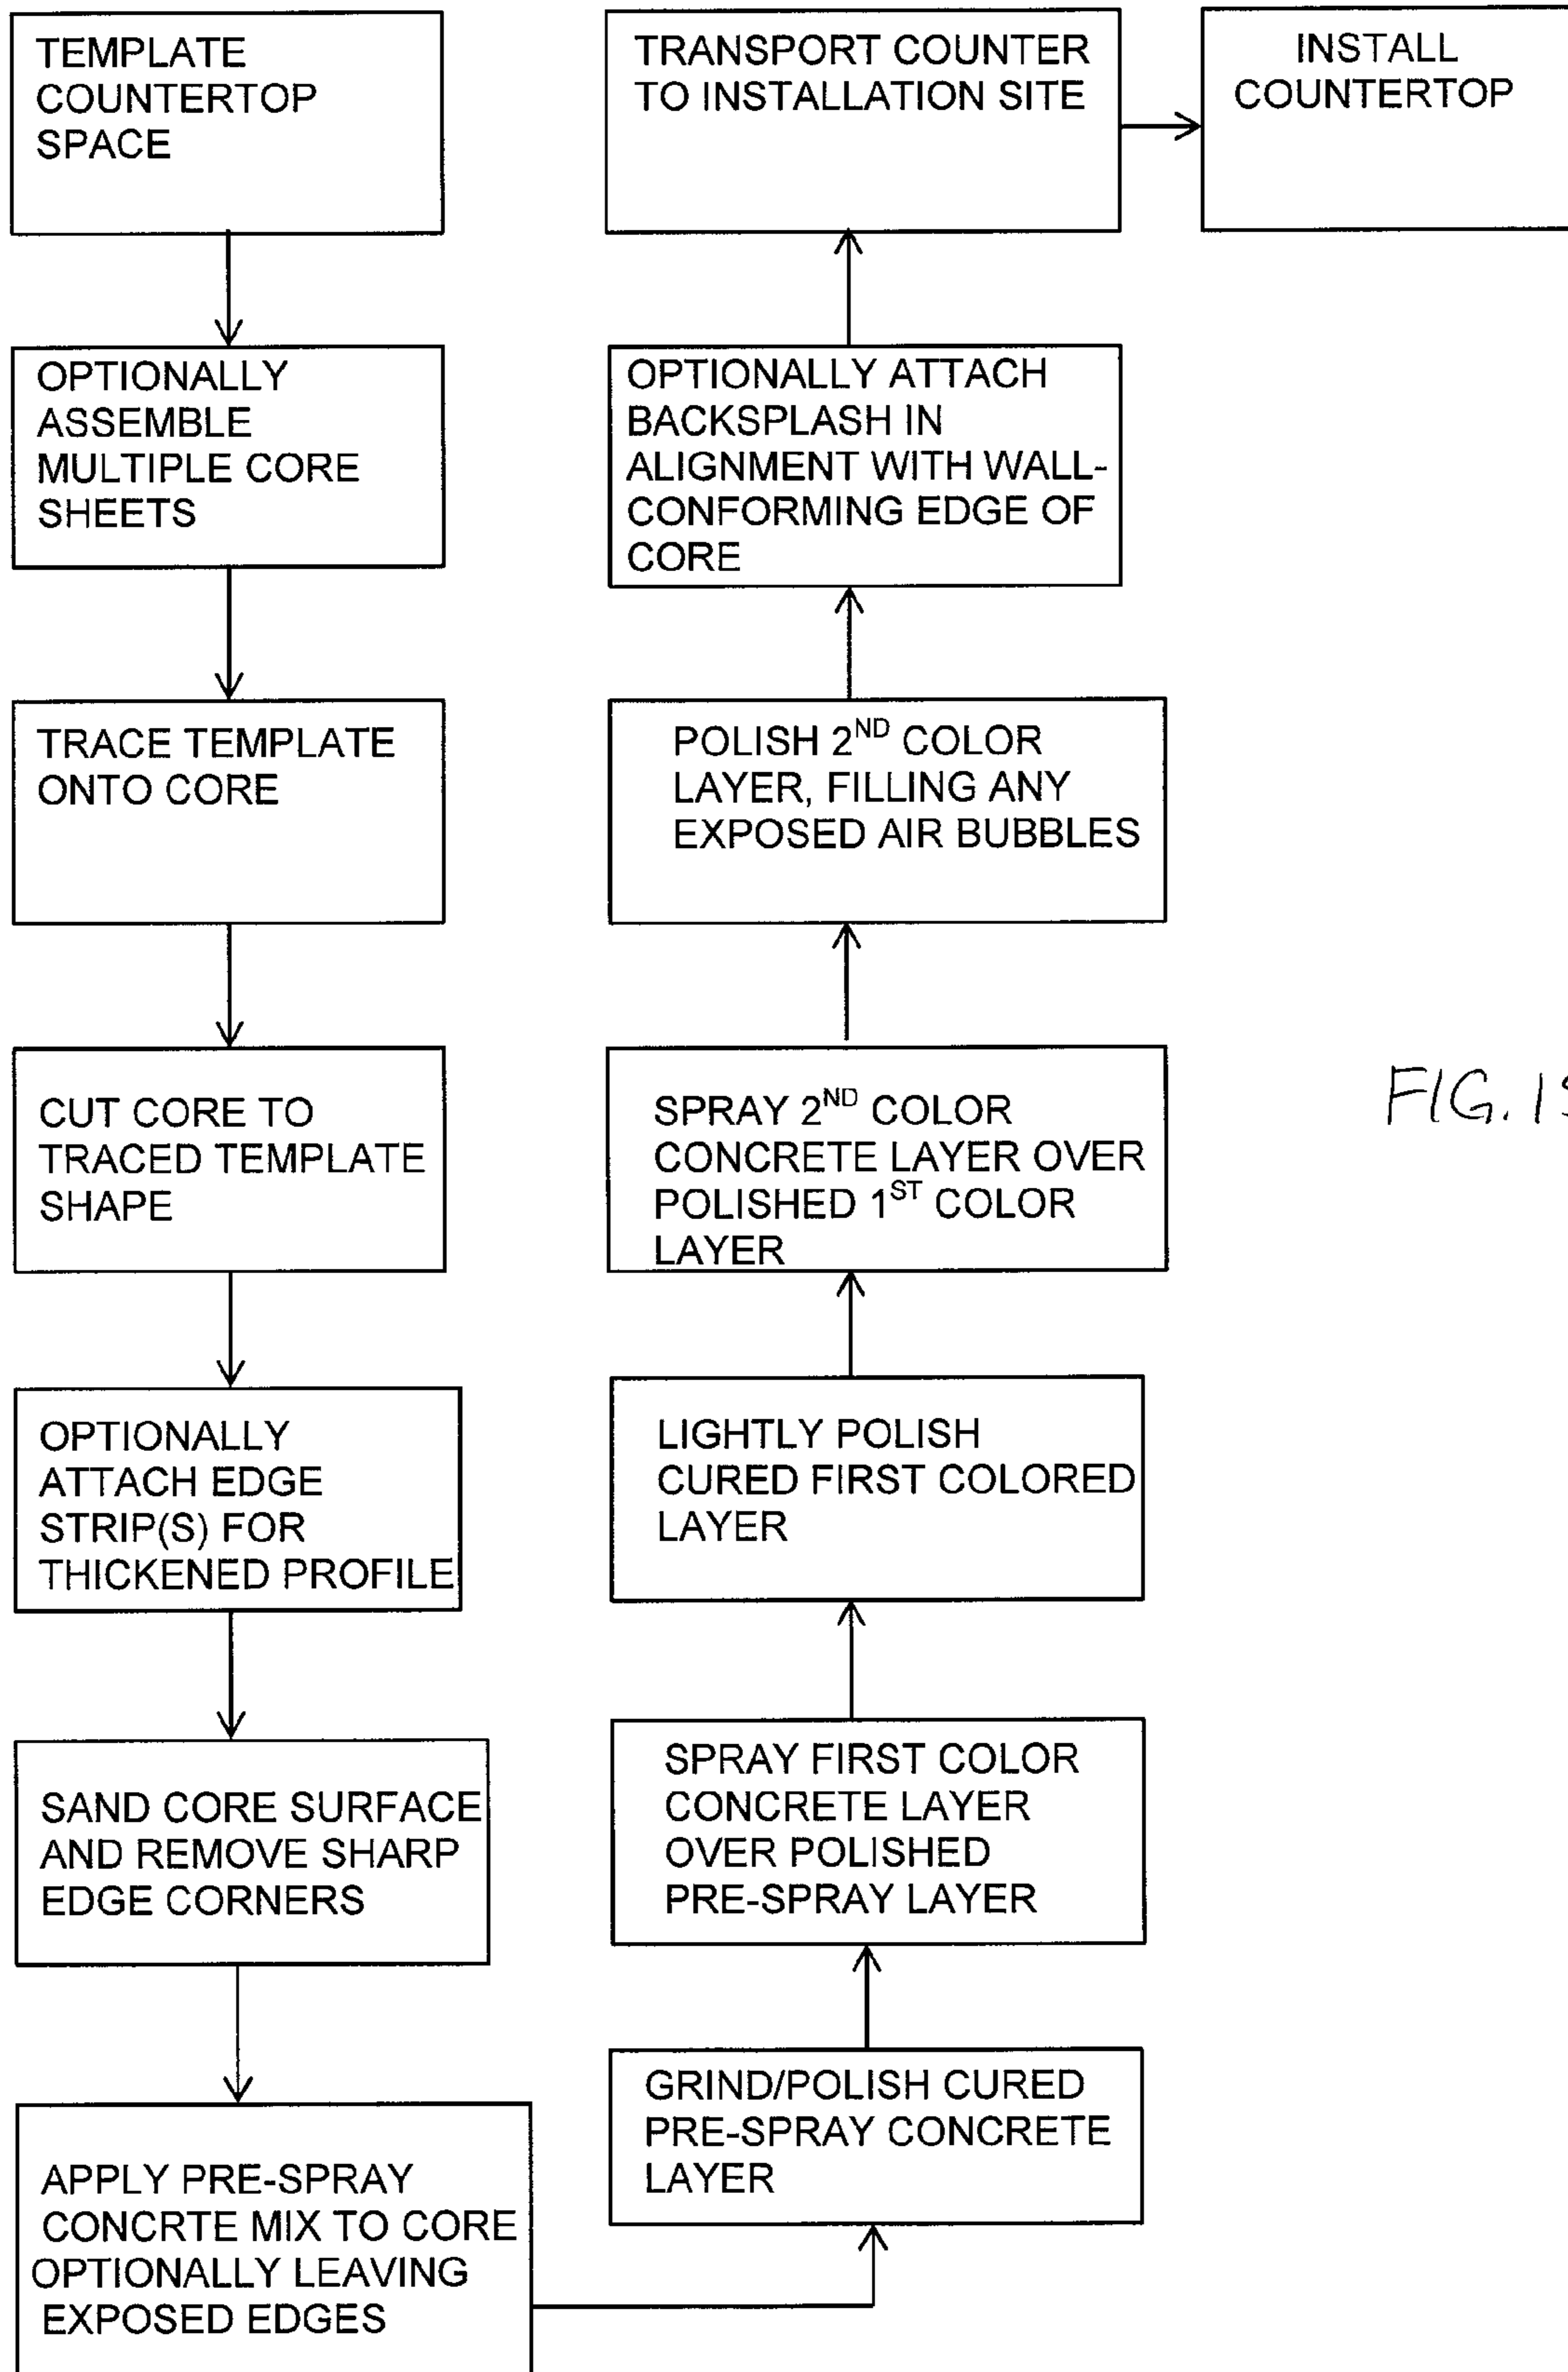 TEMPLATE
COUNTERTOP
SPACE
OPTIONALLY
ASSEMBLE
MULTIPLE CORE
SHEETS
TRACE TEMPLATE
ONTO CORE
CUT CORE TO
TRACED TEMPLATE
SHAPE
OPTIONALLY
ATTACH EDGE
STRIP(S) FOR
THICKENED PROFILE
SAND CORE SURFACE
AND REMOVE SHARP
EDGE CORNERS
APPLY PRE-SPRAY
CONCRTE MIX TO CORE
OPTIONALLY LEAVING
EXPOSED EDGES
GRIND/POLISH CURED
PRE-SPRAY CONCRETE
LAYER
SPRAY FIRST COLOR
CONCRETE LAYER
OVER POLISHED
PRE-SPRAY LAYER
LIGHTLY POLISH
CURED FIRST COLORED
LAYER
SPRAY 2ND COLOR
CONCRETE LAYER OVER
POLISHED 1ST COLOR
LAYER
POLISH 2ND COLOR
LAYER, FILLING ANY
EXPOSED AIR BUBBLES
OPTIONALLY ATTACH
BACKSPLASH IN
ALIGNMENT WITH WALL-
CONFORMING EDGE OF
CORE
TRANSPORT COUNTER
TO INSTALLATION SITE
INSTALL
COUNTERTOP
FIG.